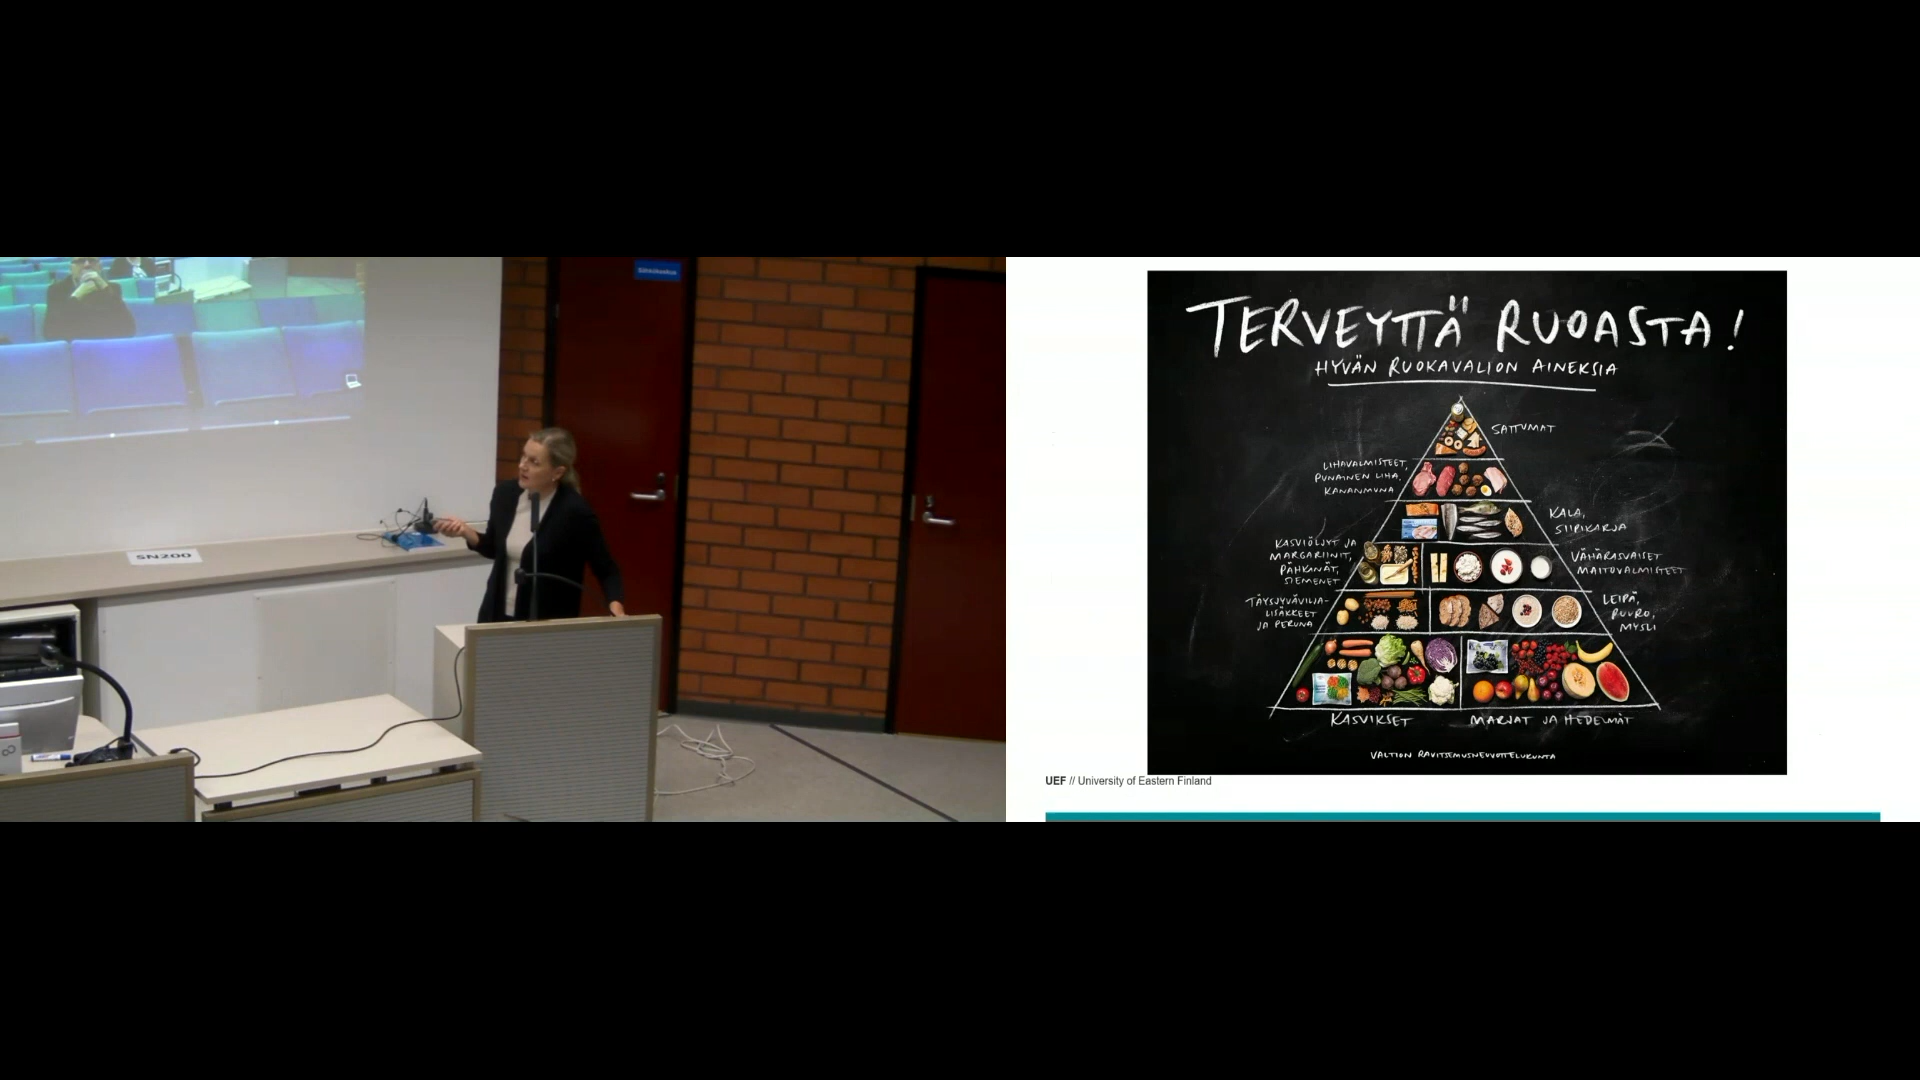 SN200
TERVEYTTÄ RUOASTA!
HYVÄN RUOKAVALION AINEKSIA
SATTUMAT
LIHAVALMISTEET,
PUNAINEN LIHA,
KANANMUNA
KALA,
SIIPIKARJA
KASVIÖLJYT JA
MARGARIINIT,
PÄHKINÄT,
SIEMENET
VÄHÄRASVAISET
MAITOVALMISTEET
TÄYSJYVÄVILJA-
LISÄKKEET
JA PERUNA
LEIPÄ,
PUURO,
MYSLI
KASVIKSET
MARJAT JA HEDELMÄT
VALTION RAVITSEMUSNEUVOTTELUKUNTA
UEF // University of Eastern Finland